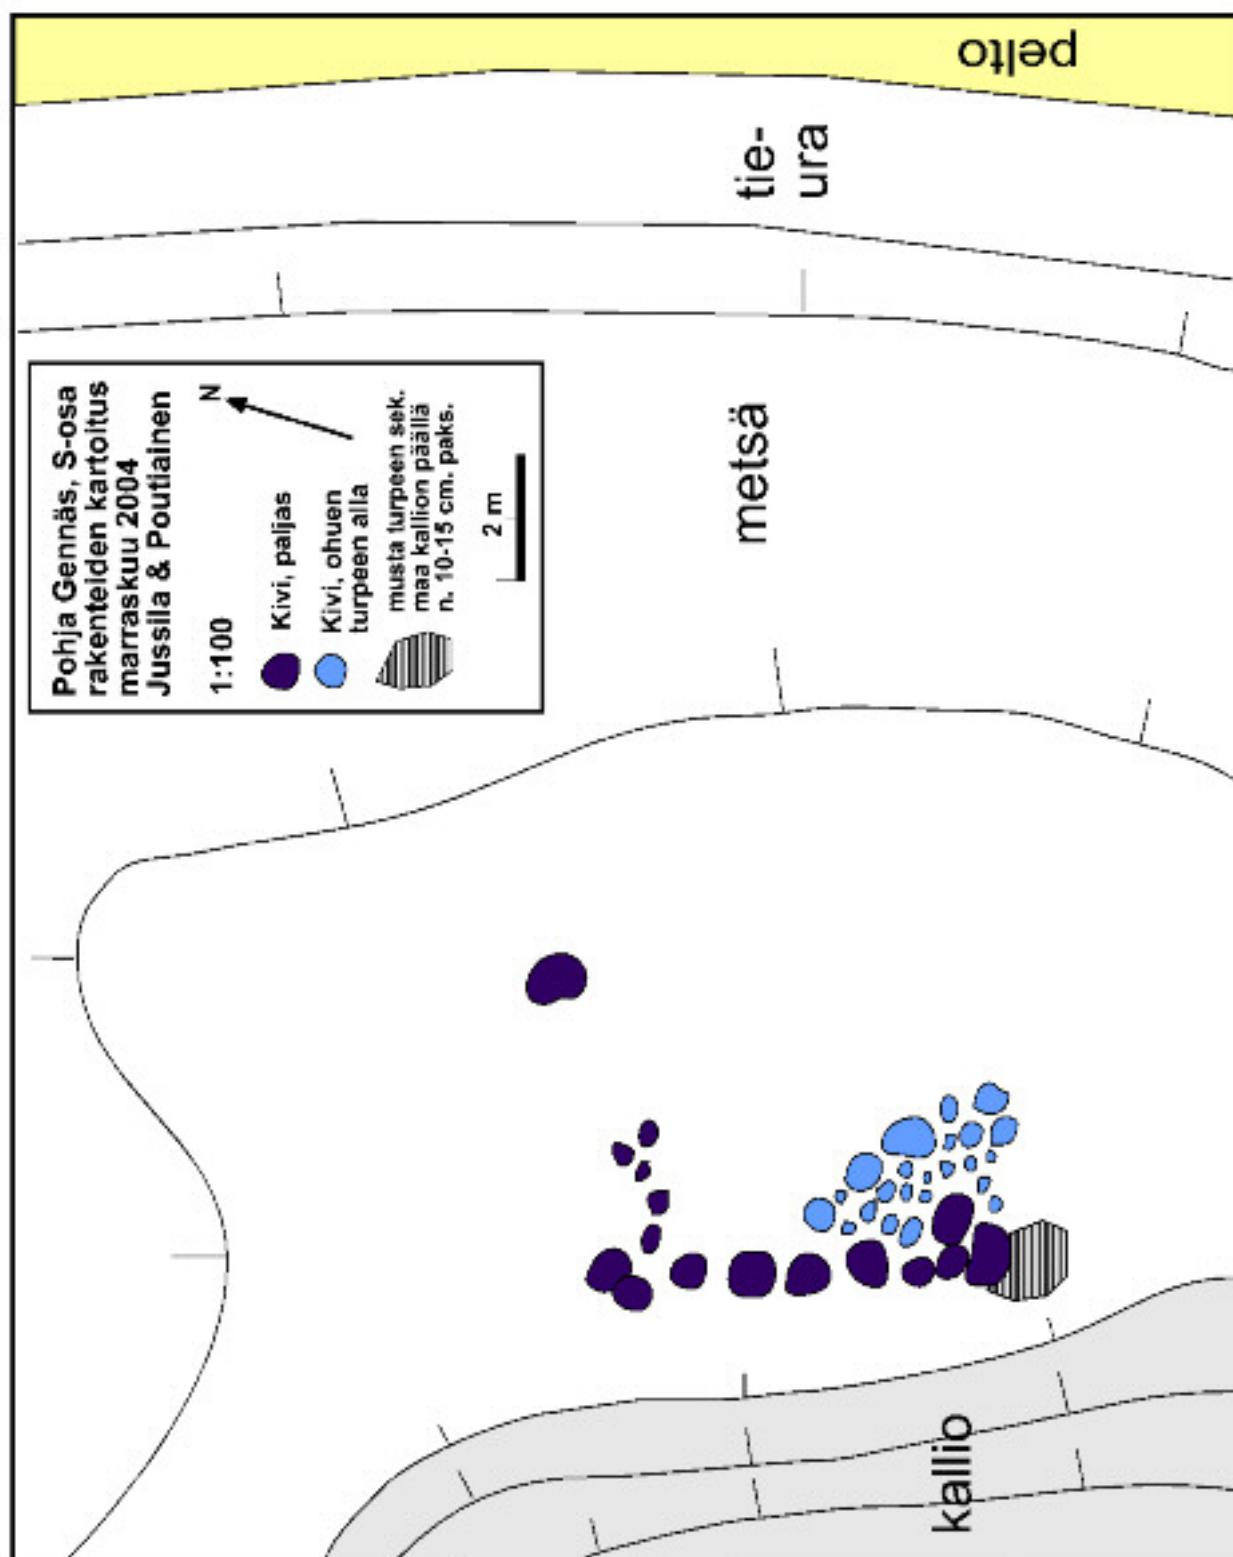 pelto
tie-
ura
Pohja Gennäs, S-osa
rakenteiden kartoitus
marraskuu 2004
Jussila & Poutiainen
1:100
N
Kivi, paljas
Kivi, ohuen
turpeen alla
musta turpeen sek.
maa kallion päällä
n. 10-15 cm. paks.
2 m
metsä
kallio